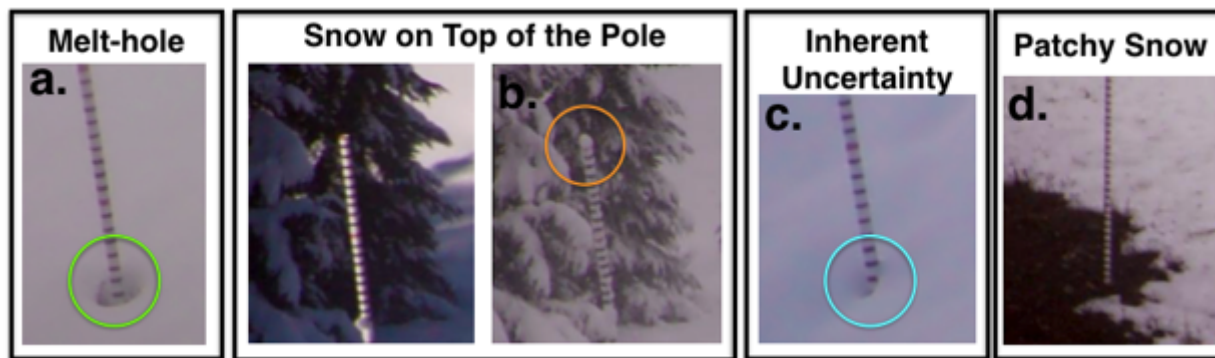 Melt-hole
a.
Snow on Top of the Pole
b.
Inherent
Uncertainty
c.
Patchy Snow
d.